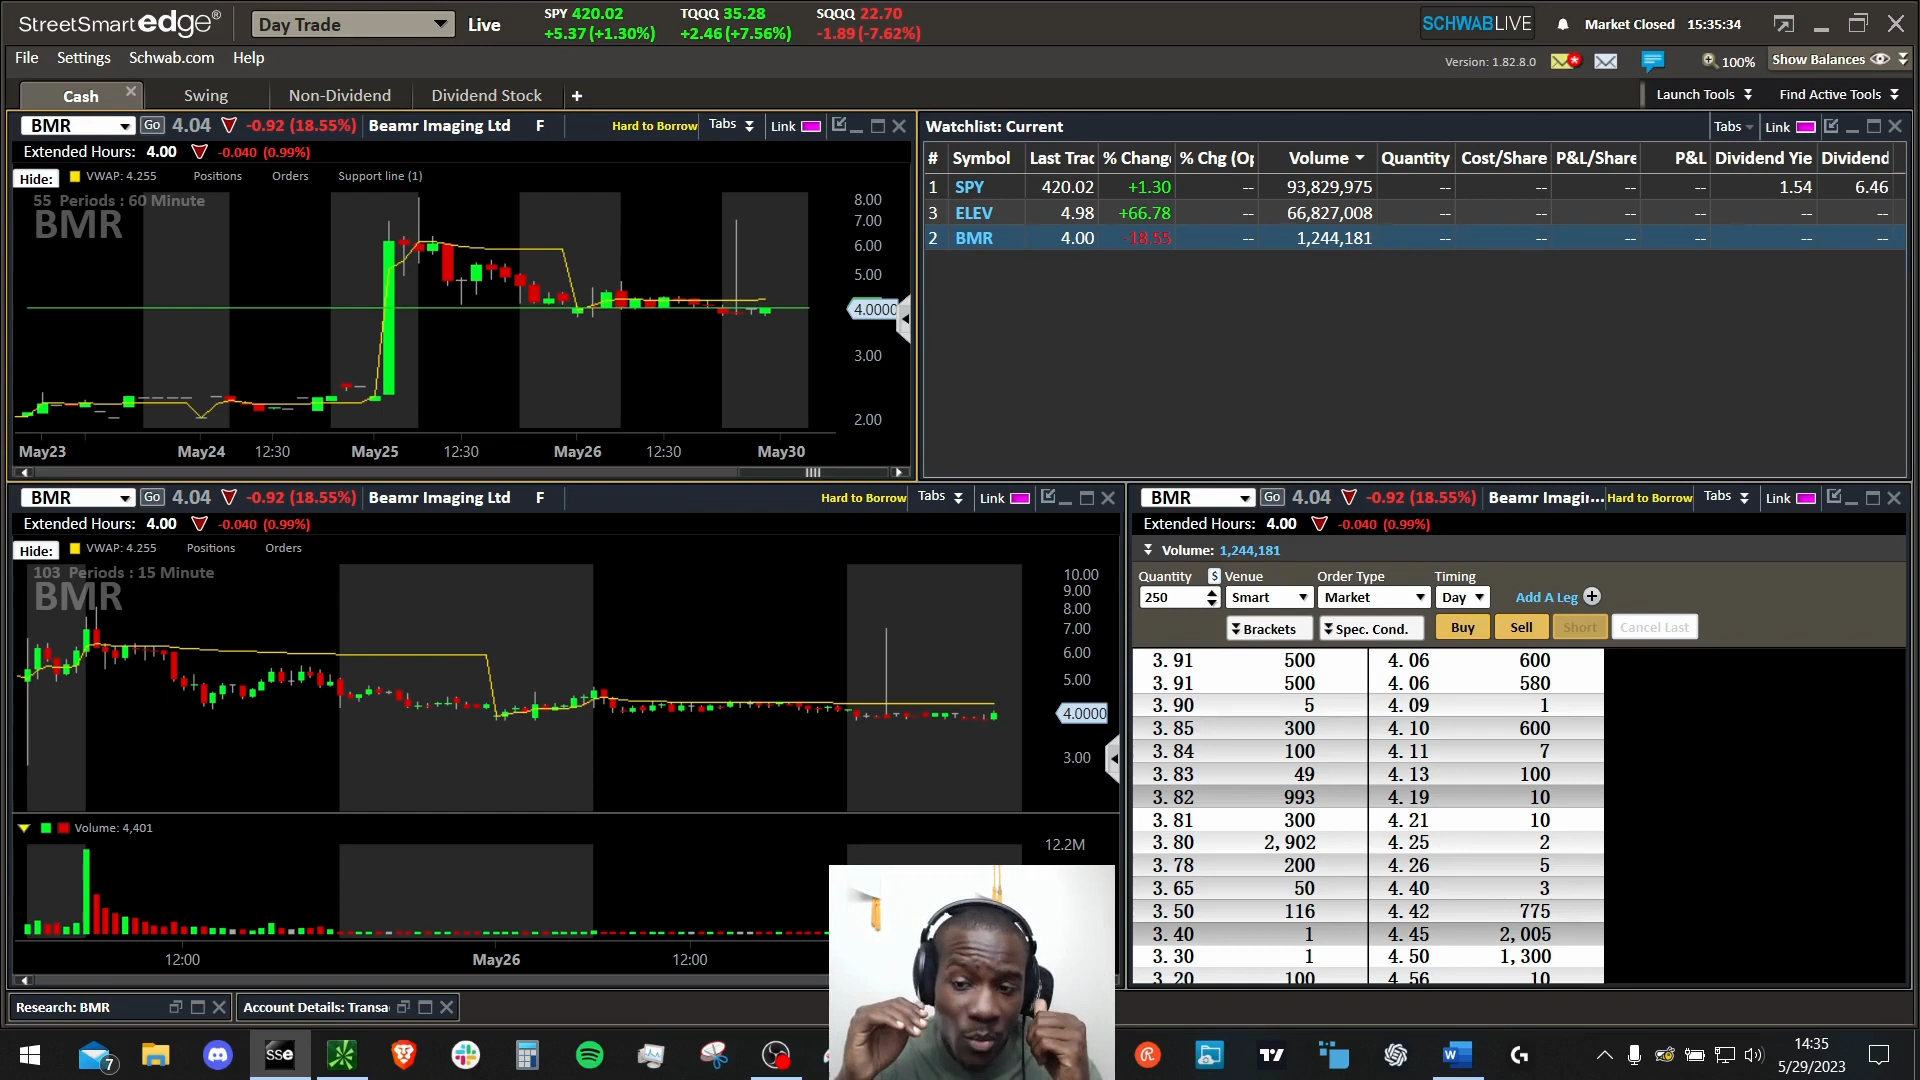 StreetSmart edge® Day Trade Live SPY 420.02 +5.37 (+1.30%) TQQQ 35.28 +2.46 (+7.56%) SQQQ 22.70 -1.89 (-7.62%) SCHWABLIVE Market Closed 15:35:34
File Settings Schwab.com Help Version: 1.82.8.0 100% Show Balances
Cash Swing Non-Dividend Dividend Stock + Launch Tools Find Active Tools
BMR Go 4.04 -0.92 (18.55%) Beamr Imaging Ltd F Hard to Borrow Tabs Link
Extended Hours: 4.00 -0.040 (0.99%)
Hide: VWAP: 4.255 Positions Orders Support line (1)
55 Periods : 60 Minute
BMR
8.00
7.00
6.00
5.00
4.0000
3.00
2.00
May23 May24 12:30 May25 12:30 May26 12:30 May30
Watchlist: Current Tabs Link
# Symbol Last Trac % Change % Chg (Op Volume Quantity Cost/Share P&L/Share P&L Dividend Yie Dividend
1 SPY 420.02 +1.30 -- 93,829,975 -- -- -- -- 1.54 6.46
3 ELEV 4.98 +66.78 -- 66,827,008 -- -- -- -- -- --
2 BMR 4.00 -18.55 -- 1,244,181 -- -- -- -- -- --
BMR Go 4.04 -0.92 (18.55%) Beamr Imaging Ltd F Hard to Borrow Tabs Link
Extended Hours: 4.00 -0.040 (0.99%)
Hide: VWAP: 4.255 Positions Orders
103 Periods : 15 Minute
BMR
10.00
9.00
8.00
7.00
6.00
5.00
4.0000
3.00
Volume: 4,401
12.2M
12:00 May26 12:00
BMR Go 4.04 -0.92 (18.55%) Beamr Imagi... Hard to Borrow Tabs Link
Extended Hours: 4.00 -0.040 (0.99%)
Volume: 1,244,181
Quantity $ Venue Order Type Timing
250 Smart Market Day Add A Leg
Brackets Spec. Cond. Buy Sell Short Cancel Last
3.91 500 4.06 600
3.91 500 4.06 580
3.90 5 4.09 1
3.85 300 4.10 600
3.84 100 4.11 7
3.83 49 4.13 100
3.82 993 4.19 10
3.81 300 4.21 10
3.80 2,902 4.25 2
3.78 200 4.26 5
3.65 50 4.40 3
3.50 116 4.42 775
3.40 1 4.45 2,005
3.30 1 4.50 1,300
3.20 100 4.56 10
Research: BMR Account Details: Transa
7 sse 14:35
5/29/2023